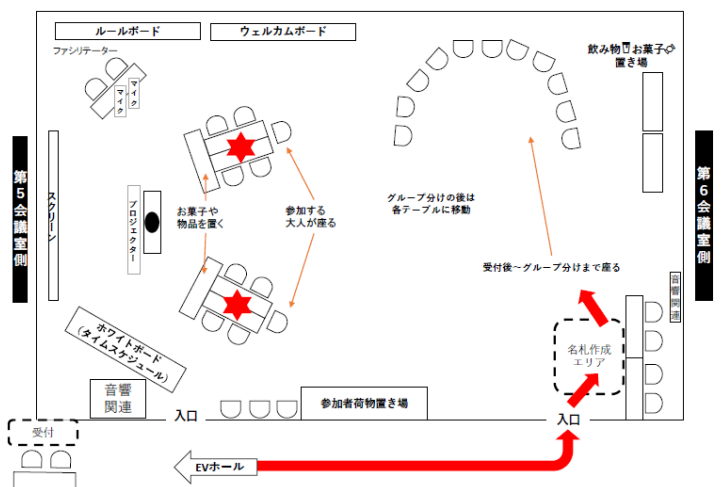 ルールボード
ウェルカムボード
ファシリテーター
マイク
マイク
飲み物 お菓子
置き場
第5会議室側
スクリーン
プロジェクター
お菓子や
物品を置く
参加する
大人が座る
グループ分けの後は
各テーブルに移動
受付後~グループ分けまで座る
第6会議室側
音響関連
名札作成
エリア
ホワイトボード
(タイムスケジュール)
音響
関連
入口
参加者荷物置き場
入口
受付
EVホール